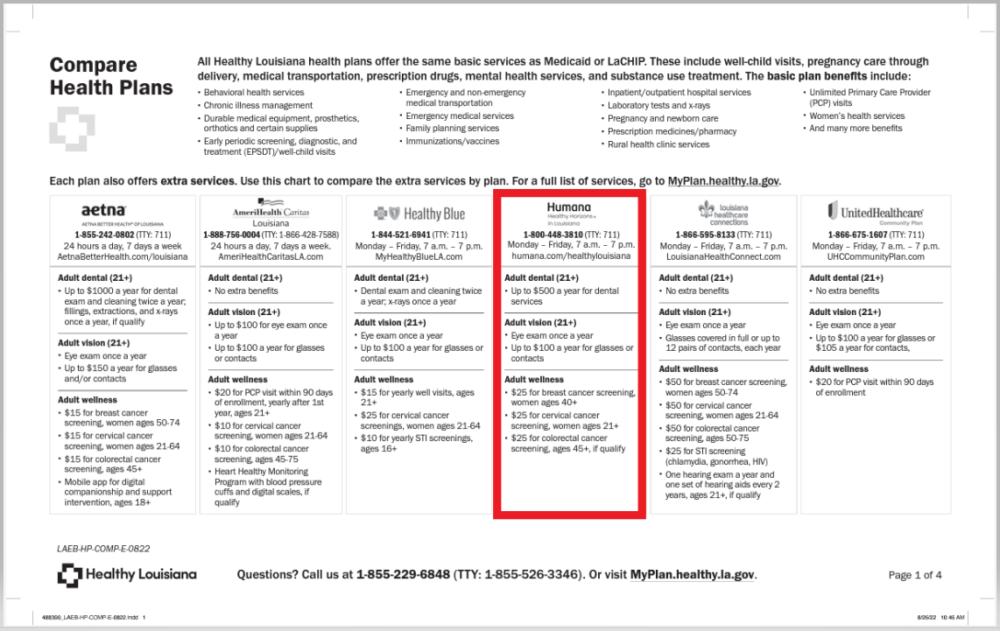 Compare
Health Plans
All Healthy Louisiana health plans offer the same basic services as Medicaid or LaCHIP. These include well-child visits, pregnancy care through
delivery, medical transportation, prescription drugs, mental health services, and substance use treatment. The basic plan benefits include:
• Behavioral health services
• Chronic illness management
• Durable medical equipment, prosthetics,
orthotics and certain supplies
• Early periodic screening, diagnostic, and
treatment (EPSDT)/well-child visits
• Emergency and non-emergency
medical transportation
• Emergency medical services
• Family planning services
• Immunizations/vaccines
• Inpatient/outpatient hospital services
• Laboratory tests and x-rays
• Pregnancy and newborn care
• Prescription medicines/pharmacy
• Rural health clinic services
• Unlimited Primary Care Provider
(PCP) visits
• Women's health services
• And many more benefits
Each plan also offers extra services. Use this chart to compare the extra services by plan. For a full list of services, go to MyPlan.healthy.la.gov.
aetna®
AETNA BETTER HEALTH® OF LOUISIANA
1-855-242-0802 (TTY: 711)
24 hours a day, 7 days a week
AetnaBetterHealth.com/louisiana
Adult dental (21+)
• Up to $1000 a year for dental
exam and cleaning twice a year;
fillings, extractions, and x-rays
once a year, if qualify
Adult vision (21+)
• Eye exam once a year
• Up to $150 a year for glasses
and/or contacts
Adult wellness
• $15 for breast cancer
screening, women ages 50-74
• $15 for cervical cancer
screening, women ages 21-64
• $15 for colorectal cancer
screening, ages 45+
• Mobile app for digital
companionship and support
intervention, ages 18+
AmeriHealth Caritas
Louisiana
1-888-756-0004 (TTY: 1-866-428-7588)
24 hours a day, 7 days a week.
AmeriHealthCaritasLA.com
Adult dental (21+)
• No extra benefits
Adult vision (21+)
• Up to $100 for eye exam once
a year
• Up to $100 a year for glasses
or contacts
Adult wellness
• $20 for PCP visit within 90 days
of enrollment, yearly after 1st
year, ages 21+
• $10 for cervical cancer
screening, women ages 21-64
• $10 for colorectal cancer
screening, ages 45-75
• Heart Healthy Monitoring
Program with blood pressure
cuffs and digital scales, if
qualify
Healthy Blue
1-844-521-6941 (TTY: 711)
Monday – Friday, 7 a.m. – 7 p.m.
MyHealthyBlueLA.com
Adult dental (21+)
• Dental exam and cleaning twice
a year; x-rays once a year
Adult vision (21+)
• Eye exam once a year
• Up to $100 a year for glasses or
contacts
Adult wellness
• $15 for yearly well visits, ages
21+
• $25 for cervical cancer
screenings, women ages 21-64
• $10 for yearly STI screenings,
ages 16+
Humana
Healthy Horizons®
in Louisiana
1-800-448-3810 (TTY: 711)
Monday – Friday, 7 a.m. – 7 p.m.
humana.com/healthylouisiana
Adult dental (21+)
• Up to $500 a year for dental
services
Adult vision (21+)
• Eye exam once a year
• Up to $100 a year for glasses or
contacts
Adult wellness
• $25 for breast cancer screening,
women ages 40+
• $25 for cervical cancer
screening, women ages 21+
• $25 for colorectal cancer
screening, ages 45+, if qualify
louisiana
healthcare
connections
1-866-595-8133 (TTY: 711)
Monday – Friday, 7 a.m. – 7 p.m.
LouisianaHealthConnect.com
Adult dental (21+)
• No extra benefits
Adult vision (21+)
• Eye exam once a year
• Glasses covered in full or up to
12 pairs of contacts, each year
Adult wellness
• $50 for breast cancer screening,
women ages 50-74
• $50 for cervical cancer
screening, women ages 21-64
• $50 for colorectal cancer
screening, ages 50-75
• $25 for STI screening
(chlamydia, gonorrhea, HIV)
• One hearing exam a year and
one set of hearing aids every 2
years, ages 21+, if qualify
UnitedHealthcare®
Community Plan
1-866-675-1607 (TTY: 711)
Monday – Friday, 7 a.m. – 7 p.m.
UHCCommunityPlan.com
Adult dental (21+)
• No extra benefits
Adult vision (21+)
• Eye exam once a year
• Up to $100 a year for glasses or
$105 a year for contacts,
Adult wellness
• $20 for PCP visit within 90 days
of enrollment
LAEB-HP-COMP-E-0822
Healthy Louisiana
Questions? Call us at 1-855-229-6848 (TTY: 1-855-526-3346). Or visit MyPlan.healthy.la.gov.
Page 1 of 4
488390_LAEB-HP-COMP-E-0822.indd 1
8/26/22 10:46 AM